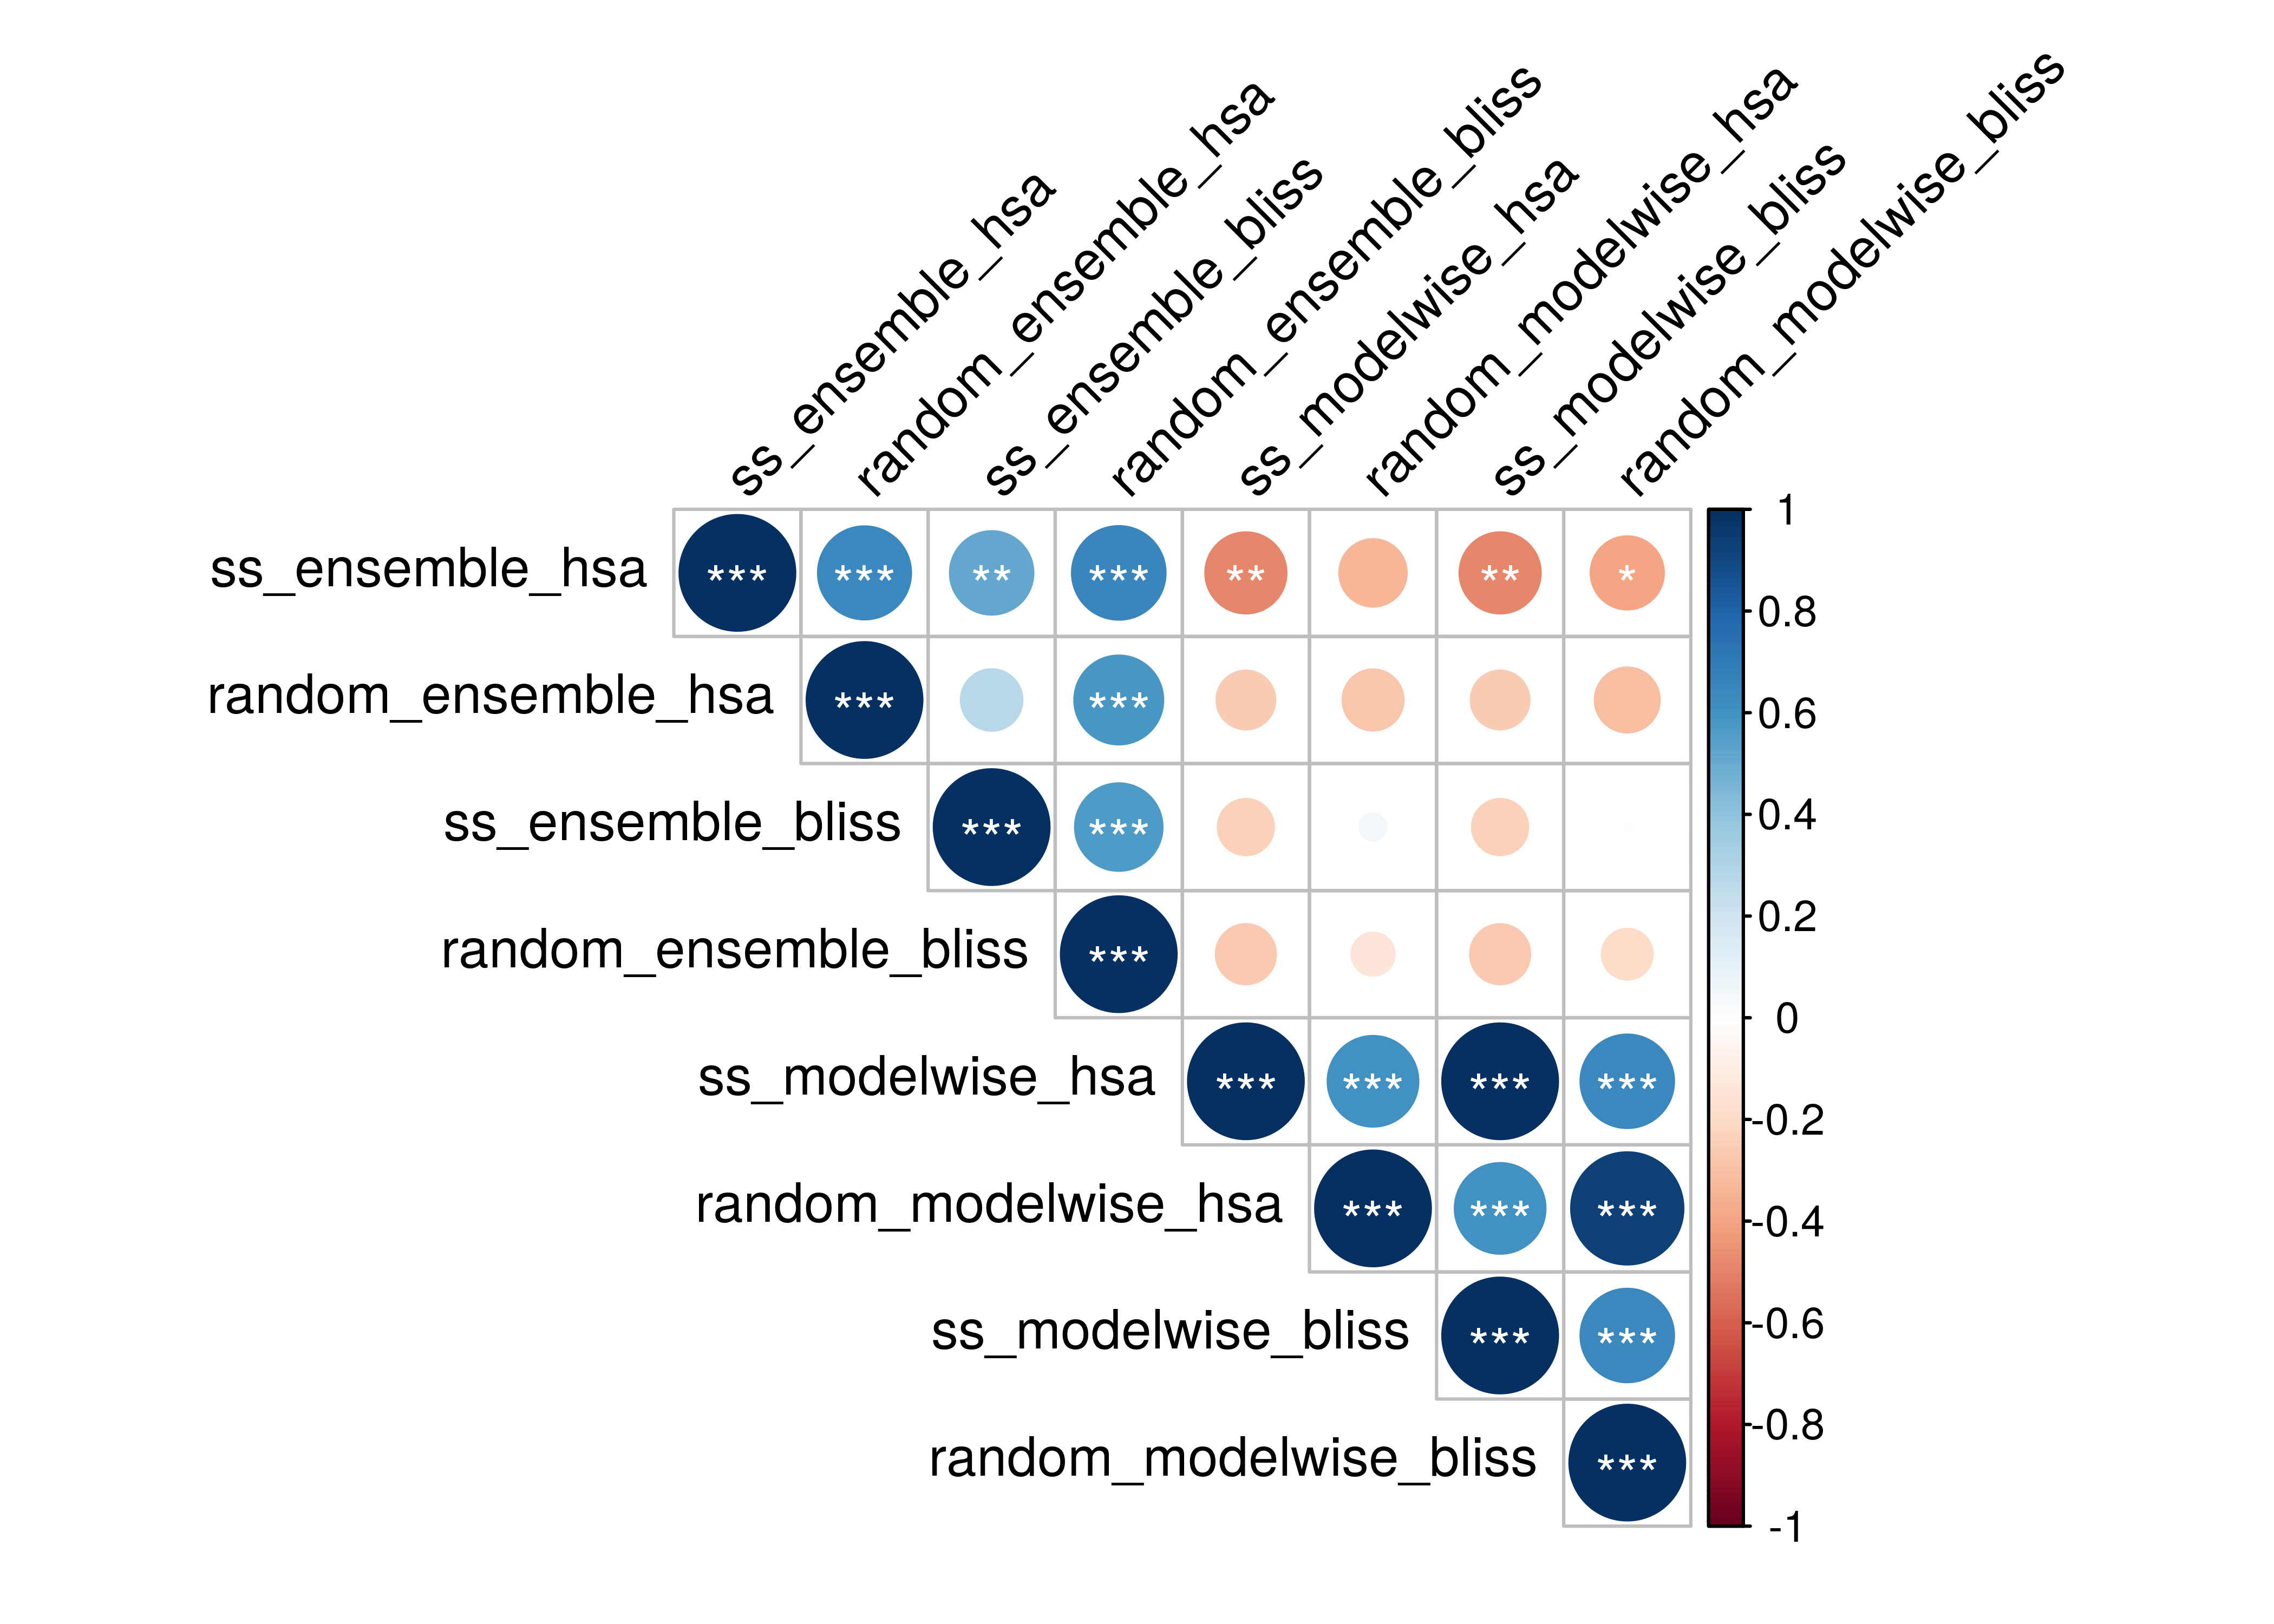 ss_ensemble_hsa
random_ensemble_hsa
ss_ensemble_bliss
random_ensemble_bliss
ss_modelwise_hsa
random_modelwise_hsa
ss_modelwise_bliss
random_modelwise_bliss
ss_ensemble_hsa *** *** ** *** ** ** *
random_ensemble_hsa *** ***
ss_ensemble_bliss *** ***
random_ensemble_bliss ***
ss_modelwise_hsa *** *** *** ***
random_modelwise_hsa *** *** ***
ss_modelwise_bliss *** ***
random_modelwise_bliss ***
1
0.8
0.6
0.4
0.2
0
-0.2
-0.4
-0.6
-0.8
-1